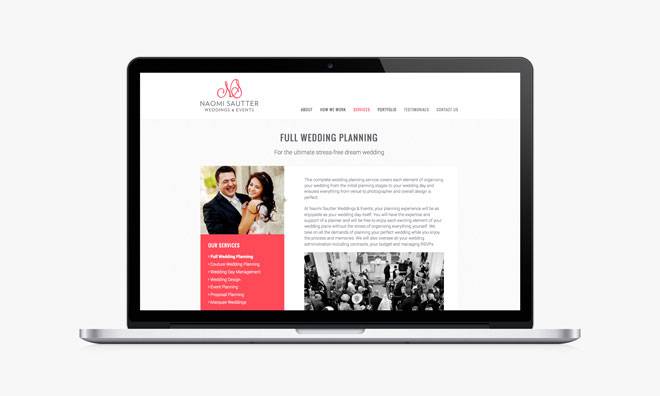 NS
NAOMI SAUTTER
WEDDINGS & EVENTS
ABOUT HOW WE WORK SERVICES PORTFOLIO TESTIMONIALS CONTACT US
FULL WEDDING PLANNING
For the ultimate stress-free dream wedding
This complete wedding planning service covers each element of organising
your wedding from the initial planning stages to your wedding day and
ensures everything from venue to photographer and overall design is
perfect.
At Naomi Sautter Weddings & Events, your planning experience will be as
enjoyable as your wedding day itself. You will have the expertise and
support of a planner and will be free to enjoy each exciting element of your
wedding plans without the stress of organising everything yourself. We
take on all the demands of planning your perfect wedding while you enjoy
the process and memories. We will also oversee all your wedding
administration including contracts, your budget and managing RSVPs.
OUR SERVICES
› Full Wedding Planning
› Couture Wedding Planning
› Wedding Day Management
› Wedding Design
› Event Planning
› Proposal Planning
› Marquee Weddings